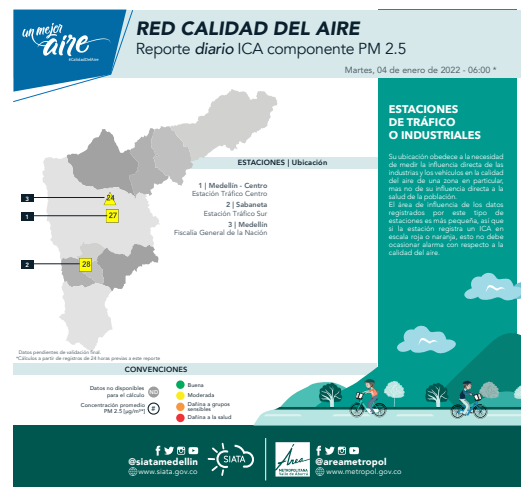 un mejor
aire
#CalidadDelAire
RED CALIDAD DEL AIRE
Reporte diario ICA componente PM 2.5
Martes, 04 de enero de 2022 - 06:00 *
ESTACIONES | Ubicación
1 | Medellín - Centro
Estación Tráfico Centro
2 | Sabaneta
Estación Tráfico Sur
3 | Medellín
Fiscalía General de la Nación
3
24
1
27
2
28
ESTACIONES
DE TRÁFICO
O INDUSTRIALES
Su ubicación obedece a la necesidad
de medir la influencia directa de las
industrias y los vehículos en la calidad
del aire de una zona en particular,
mas no de su influencia directa a la
salud de la población.
El área de influencia de los datos
registrados por este tipo de
estaciones es más pequeña, así que
si la estación registra un ICA en
escala roja o naranja, esto no debe
ocasionar alarma con respecto a la
calidad del aire.
Datos pendientes de validación final.
*Cálculos a partir de registros de 24 horas previas a este reporte
CONVENCIONES
Datos no disponibles
para el cálculo
Concentración promedio
PM 2.5 [µg/m³]
#
Buena
Moderada
Dañina a grupos
sensibles
Dañina a la salud
@siatamedellin
www.siata.gov.co
SIATA
Área
METROPOLITANA
Valle de Aburrá
@areametropol
www.metropol.gov.co